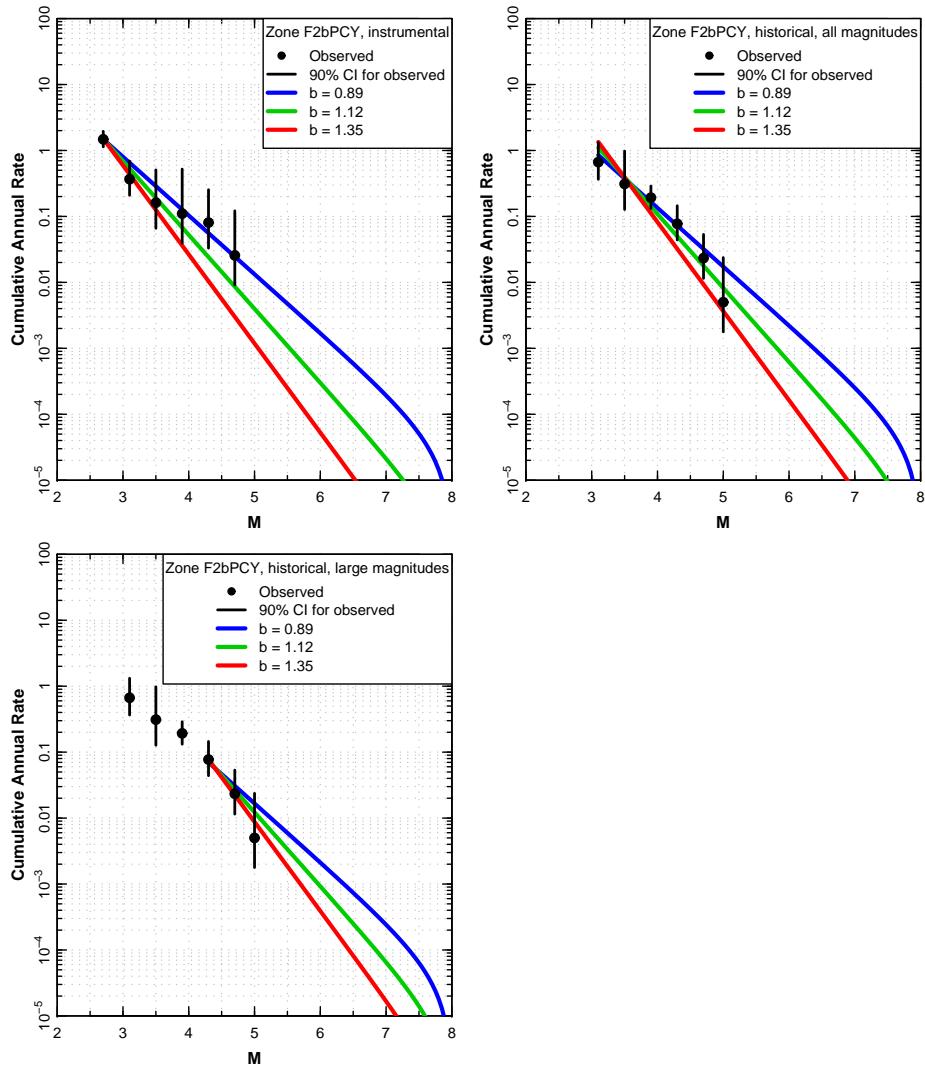 Zone F2bPCY, instrumental
Observed
90% CI for observed
b = 0.89
b = 1.12
b = 1.35
Cumulative Annual Rate
100
10
1
0.1
0.01
10⁻³
10⁻⁴
10⁻⁵
2 3 4 5 6 7 8
M
Zone F2bPCY, historical, all magnitudes
Observed
90% CI for observed
b = 0.89
b = 1.12
b = 1.35
Cumulative Annual Rate
100
10
1
0.1
0.01
10⁻³
10⁻⁴
10⁻⁵
2 3 4 5 6 7 8
M
Zone F2bPCY, historical, large magnitudes
Observed
90% CI for observed
b = 0.89
b = 1.12
b = 1.35
Cumulative Annual Rate
100
10
1
0.1
0.01
10⁻³
10⁻⁴
10⁻⁵
2 3 4 5 6 7 8
M